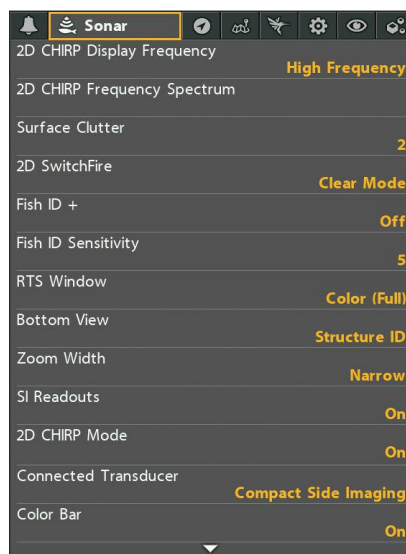 Sonar
2D CHIRP Display Frequency
High Frequency
2D CHIRP Frequency Spectrum
Surface Clutter
2
2D SwitchFire
Clear Mode
Fish ID +
Off
Fish ID Sensitivity
5
RTS Window
Color (Full)
Bottom View
Structure ID
Zoom Width
Narrow
SI Readouts
On
2D CHIRP Mode
On
Connected Transducer
Compact Side Imaging
Color Bar
On